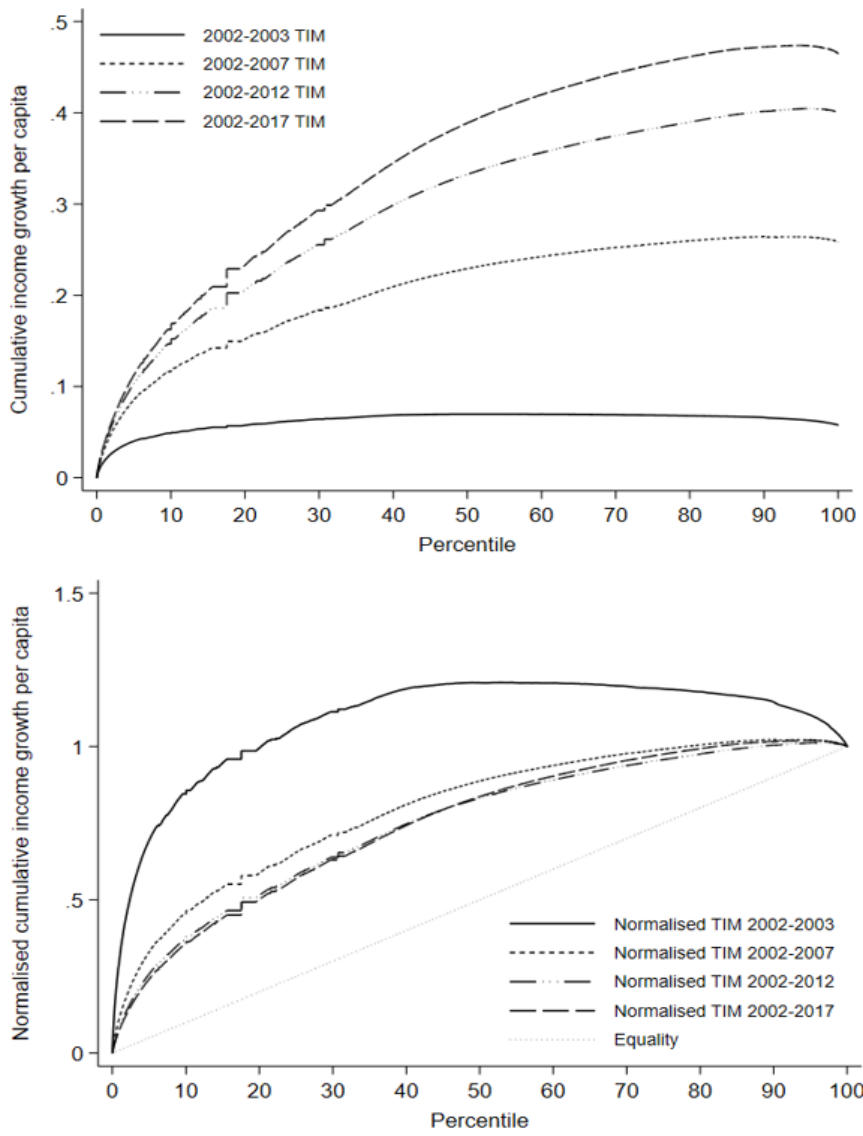 .5
.4
.3
.2
.1
0
Cumulative income growth per capita
2002-2003 TIM
2002-2007 TIM
2002-2012 TIM
2002-2017 TIM
0 10 20 30 40 50 60 70 80 90 100
Percentile
1.5
1
.5
0
Normalised cumulative income growth per capita
Normalised TIM 2002-2003
Normalised TIM 2002-2007
Normalised TIM 2002-2012
Normalised TIM 2002-2017
Equality
0 10 20 30 40 50 60 70 80 90 100
Percentile